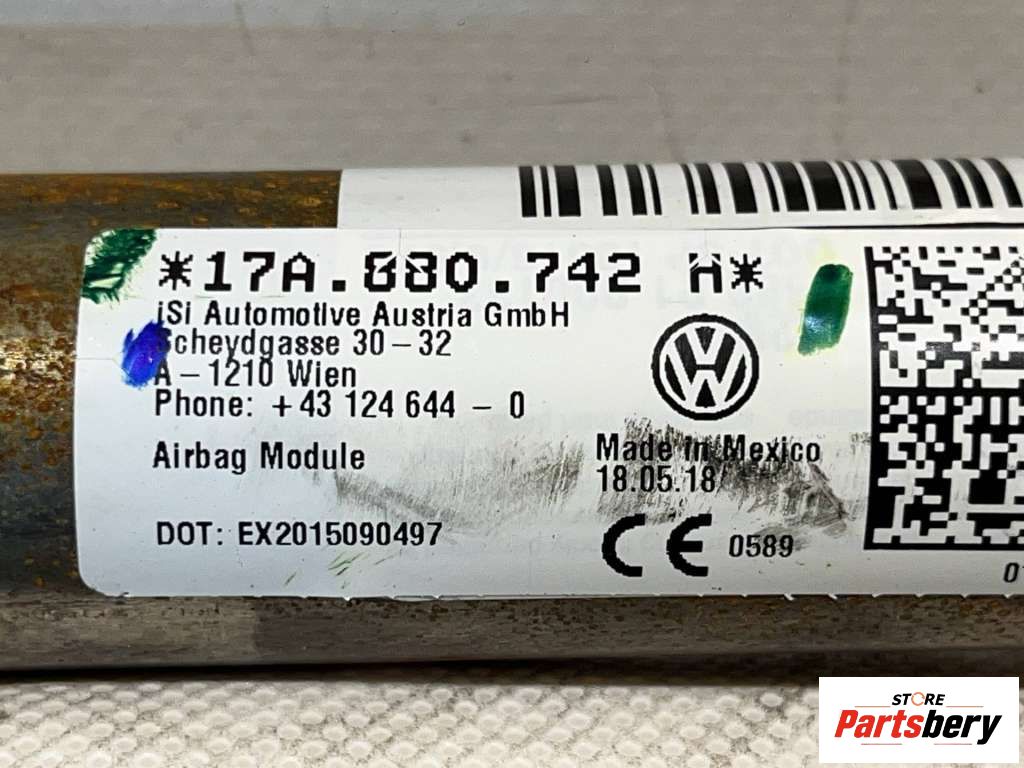 *17A.880.742 H*
iSi Automotive Austria GmbH
Scheydgasse 30-32
A-1210 Wien
Phone: +43 124 644 - 0
Airbag Module
Made in Mexico
18.05.18
DOT: EX2015090497
CE 0589
STORE
Partsbery